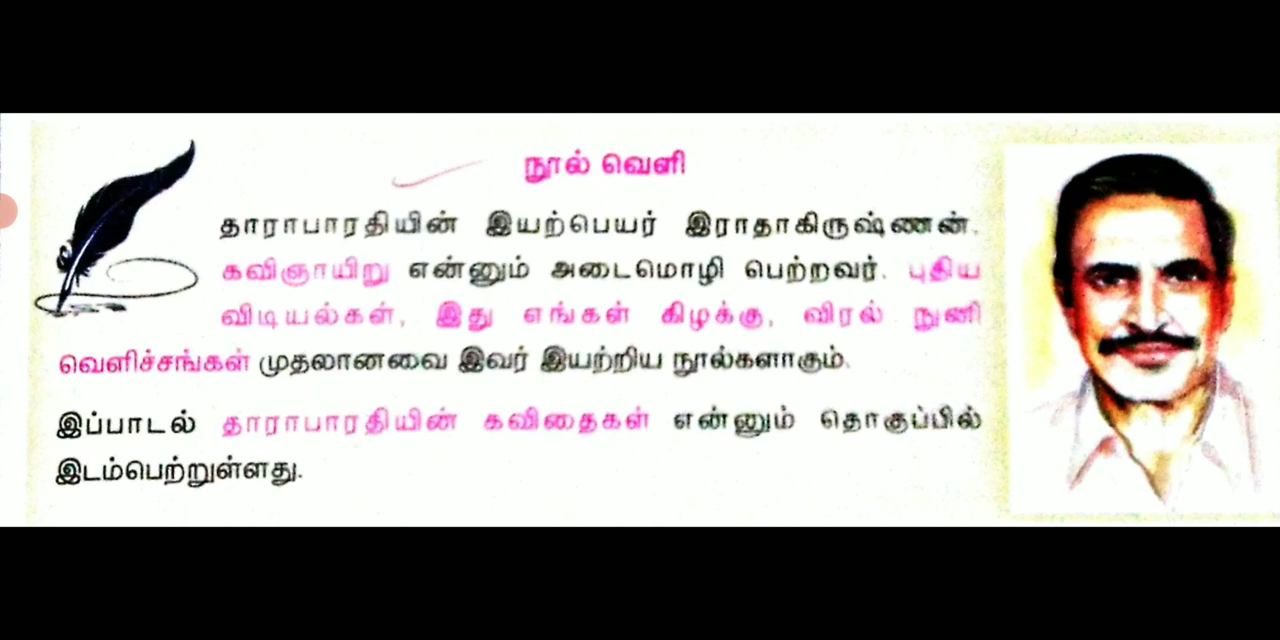 நூல் வெளி
தாராபாரதியின் இயற்பெயர் இராதாகிருஷ்ணன்.
கவிஞாயிறு என்னும் அடைமொழி பெற்றவர். புதிய
விடியல்கள், இது எங்கள் கிழக்கு, விரல் நுனி
வெளிச்சங்கள் முதலானவை இவர் இயற்றிய நூல்களாகும்.
இப்பாடல் தாராபாரதியின் கவிதைகள் என்னும் தொகுப்பில்
இடம்பெற்றுள்ளது.